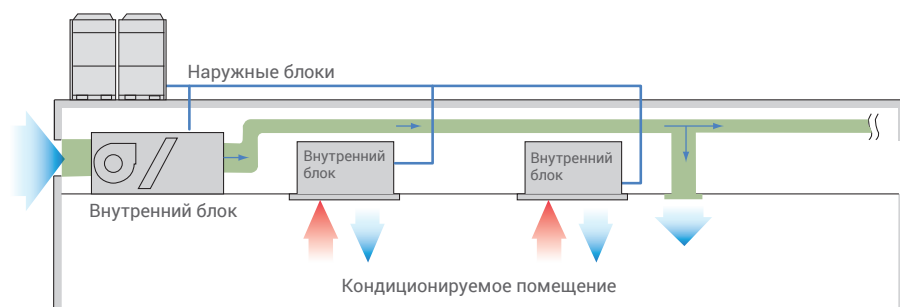 Наружные блоки
Внутренний
блок
Внутренний
блок
Внутренний блок
Кондиционируемое помещение